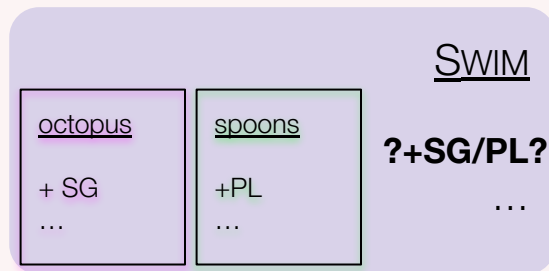 SWIM
octopus
spoons
?+SG/PL?
+ SG
+PL
...
...
...